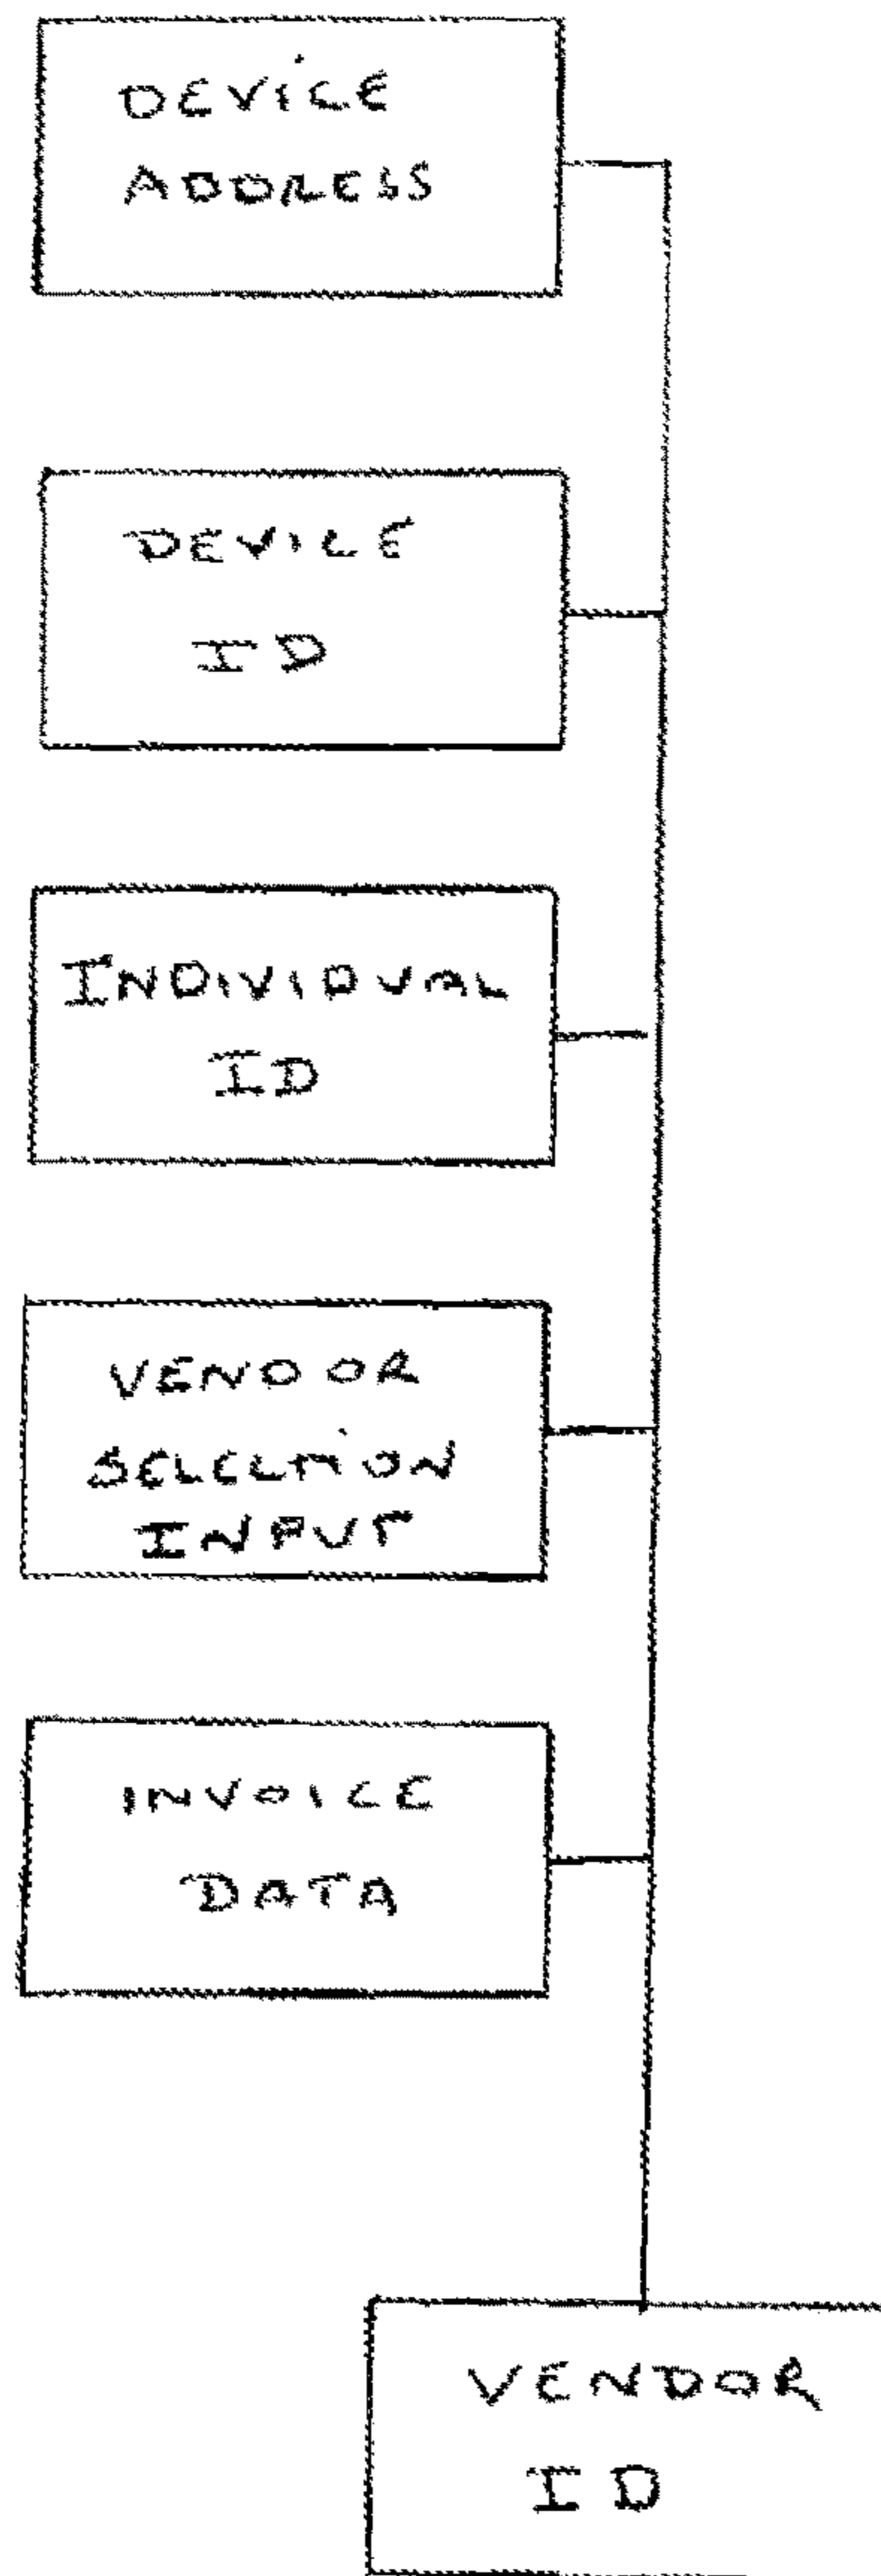 DEVICE
ADDRESS
DEVICE
ID
INDIVIDUAL
ID
VENDOR
SELECTION
INPUT
INVOICE
DATA
VENDOR
ID